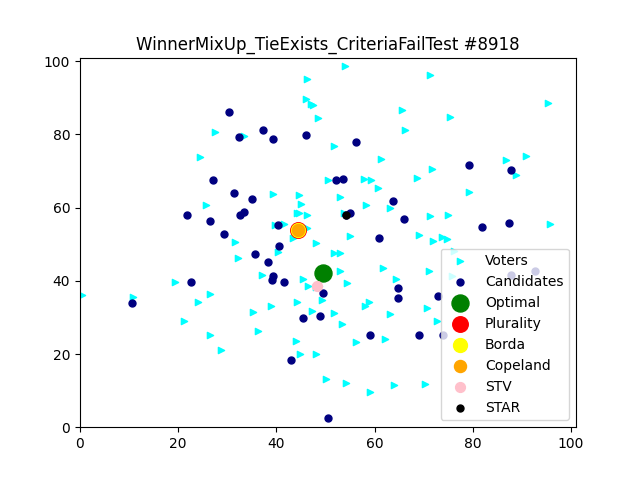 WinnerMixUp_TieExists_CriteriaFailTest #8918
100
80
60
40
20
0
0 20 40 60 80 100
Voters
Candidates
Optimal
Plurality
Borda
Copeland
STV
STAR